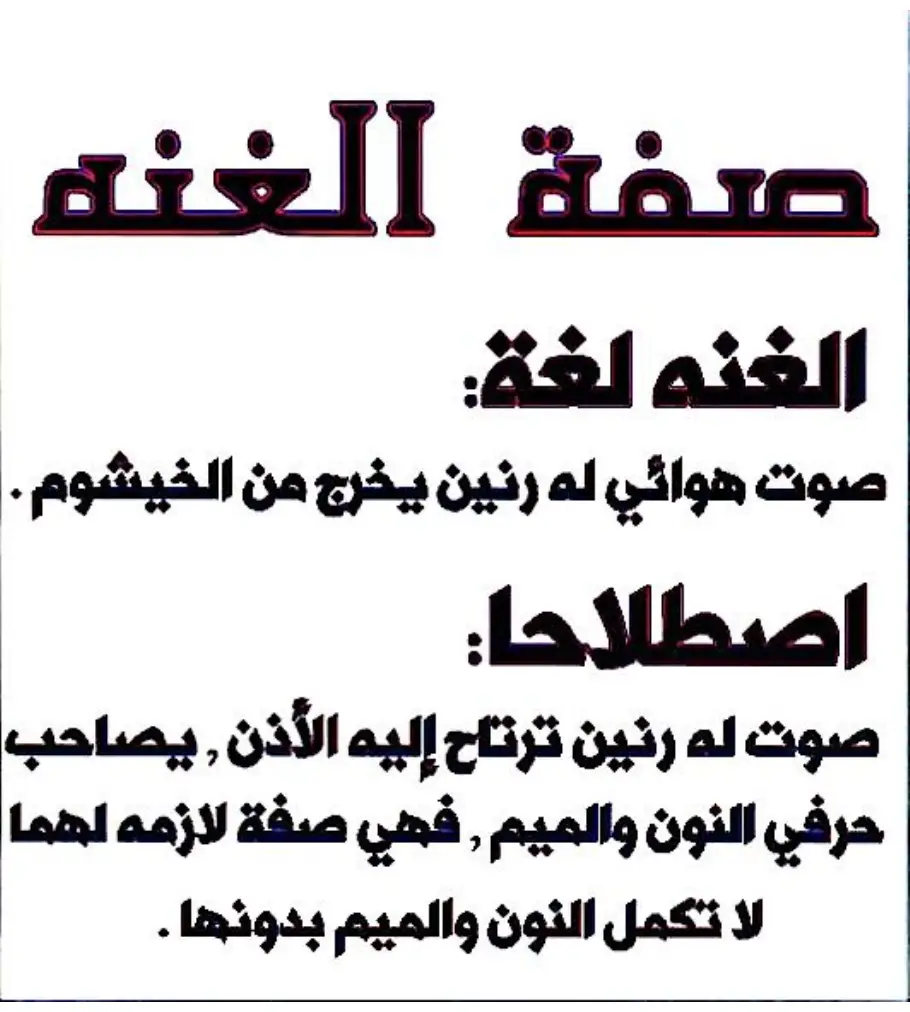 صفة الغنه
الغنه لغة:
صوت هوائي له رنين يخرج من الخيشوم .
اصطلاحا:
صوت له رنين ترتاح إليه الأذن , يصاحب
حرفي النون والميم , فهي صفة لازمه لهما
لا تكمل النون والميم بدونها .